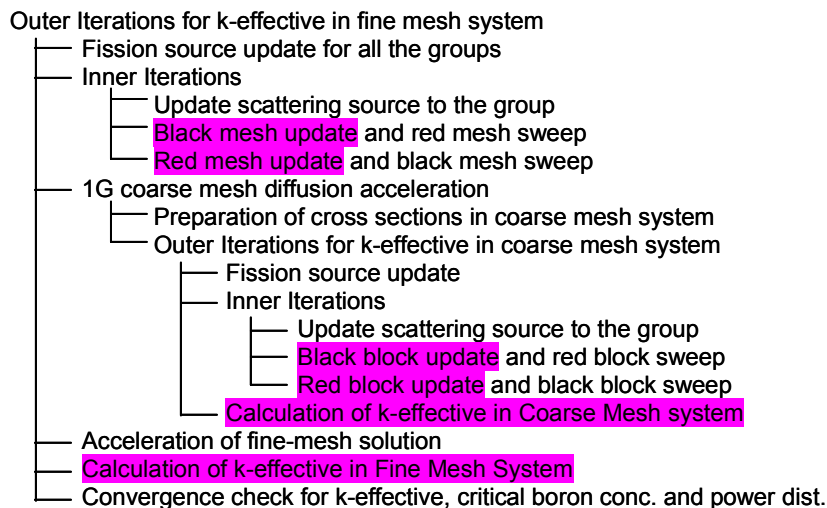 Outer Iterations for k-effective in fine mesh system
Fission source update for all the groups
Inner Iterations
Update scattering source to the group
Black mesh update and red mesh sweep
Red mesh update and black mesh sweep
1G coarse mesh diffusion acceleration
Preparation of cross sections in coarse mesh system
Outer Iterations for k-effective in coarse mesh system
Fission source update
Inner Iterations
Update scattering source to the group
Black block update and red block sweep
Red block update and black block sweep
Calculation of k-effective in Coarse Mesh system
Acceleration of fine-mesh solution
Calculation of k-effective in Fine Mesh System
Convergence check for k-effective, critical boron conc. and power dist.